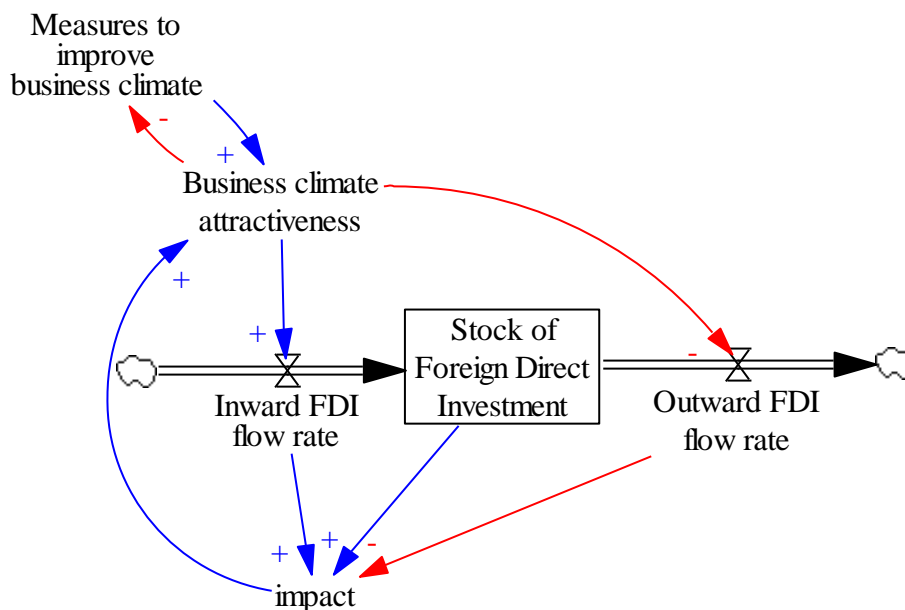 Measures to
improve
business climate
-
+
Business climate
attractiveness
+
+
-
Stock of
Foreign Direct
Investment
Inward FDI
flow rate
Outward FDI
flow rate
+
+
-
impact